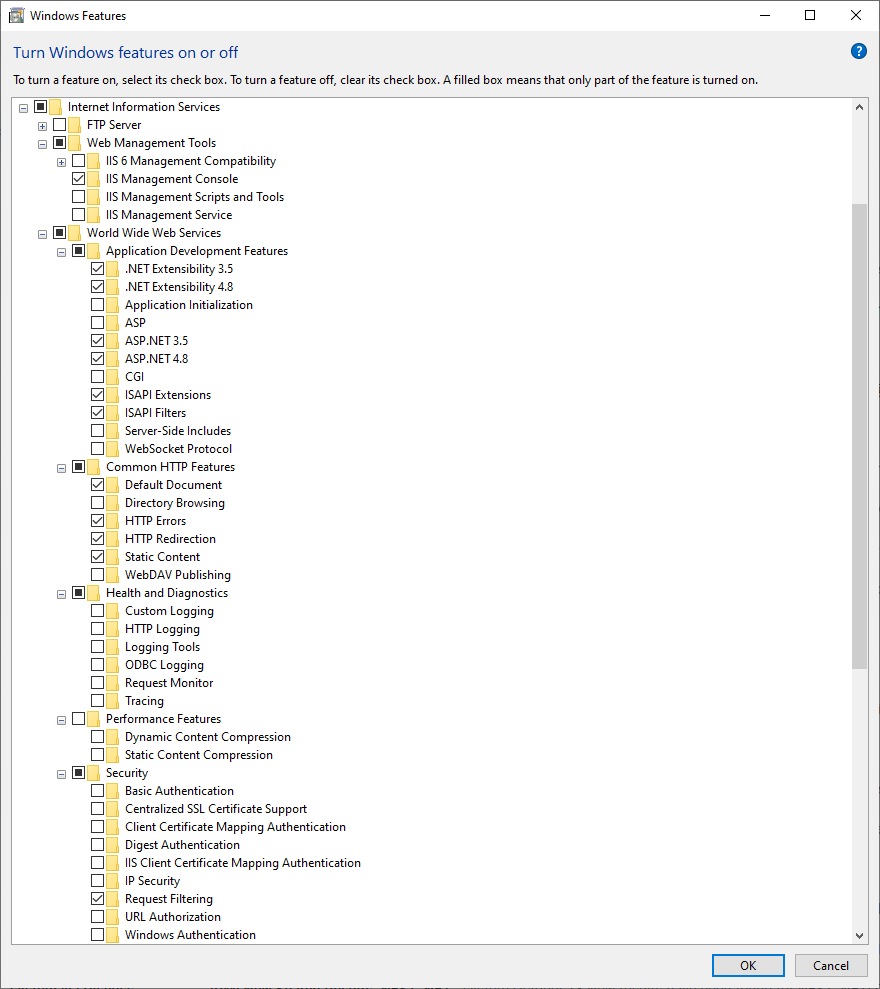 Windows Features
Turn Windows features on or off
?
To turn a feature on, select its check box. To turn a feature off, clear its check box. A filled box means that only part of the feature is turned on.
Internet Information Services
FTP Server
Web Management Tools
IIS 6 Management Compatibility
IIS Management Console
IIS Management Scripts and Tools
IIS Management Service
World Wide Web Services
Application Development Features
.NET Extensibility 3.5
.NET Extensibility 4.8
Application Initialization
ASP
ASP.NET 3.5
ASP.NET 4.8
CGI
ISAPI Extensions
ISAPI Filters
Server-Side Includes
WebSocket Protocol
Common HTTP Features
Default Document
Directory Browsing
HTTP Errors
HTTP Redirection
Static Content
WebDAV Publishing
Health and Diagnostics
Custom Logging
HTTP Logging
Logging Tools
ODBC Logging
Request Monitor
Tracing
Performance Features
Dynamic Content Compression
Static Content Compression
Security
Basic Authentication
Centralized SSL Certificate Support
Client Certificate Mapping Authentication
Digest Authentication
IIS Client Certificate Mapping Authentication
IP Security
Request Filtering
URL Authorization
Windows Authentication
OK Cancel